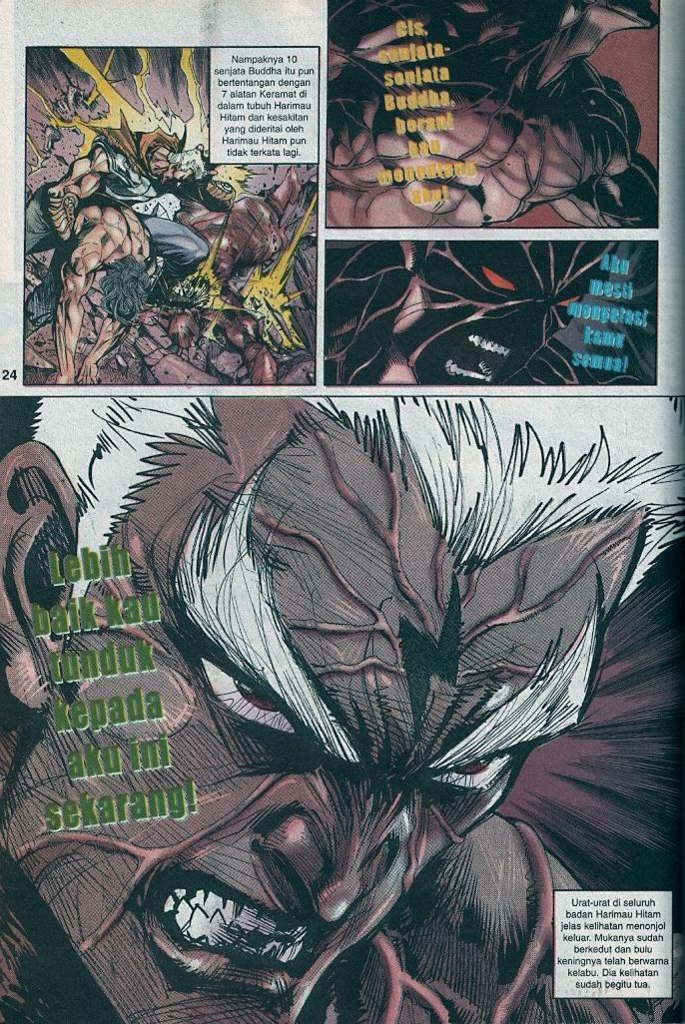 Nampaknya 10
senjata Buddha itu pun
bertentangan dengan
7 alatan Keramat di
dalam tubuh Harimau
Hitam dan kesakitan
yang dideritai oleh
Harimau Hitam pun
tidak terkata lagi.
Cis,
senjata-
senjata
Buddha,
berani
kau
mengepung
aku!
Aku
mesti
mengatasi
kamu
semua!
24
Lebih
baik kau
tunduk
kepada
aku ini
sekarang!
Urat-urat di seluruh
badan Harimau Hitam
jelas kelihatan menonjol
keluar. Mukanya sudah
berkedut dan bulu
keningnya telah berwarna
kelabu. Dia kelihatan
sudah begitu tua.